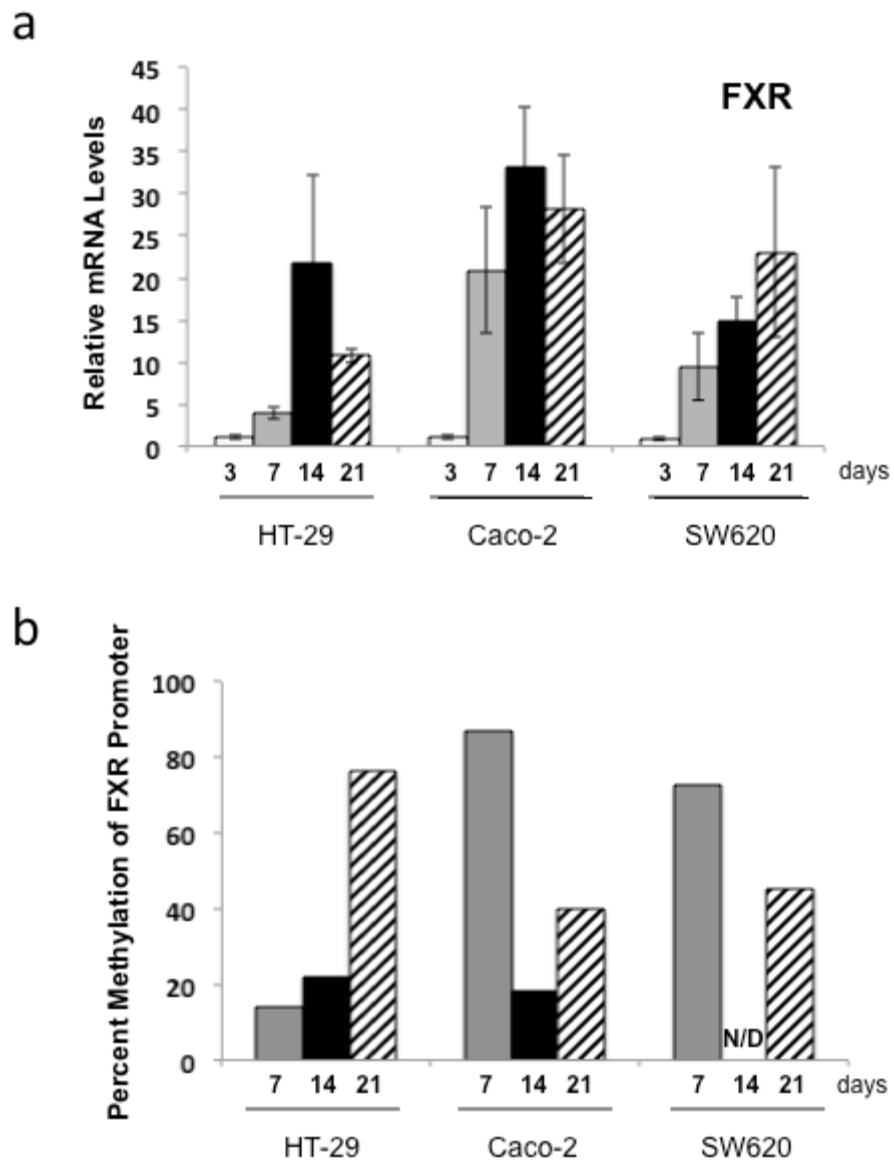 a
FXR
Relative mRNA Levels
45
40
35
30
25
20
15
10
5
0
3 7 14 21 3 7 14 21 3 7 14 21 days
HT-29 Caco-2 SW620
b
Percent Methylation of FXR Promoter
100
80
60
40
20
0
N/D
7 14 21 7 14 21 7 14 21 days
HT-29 Caco-2 SW620